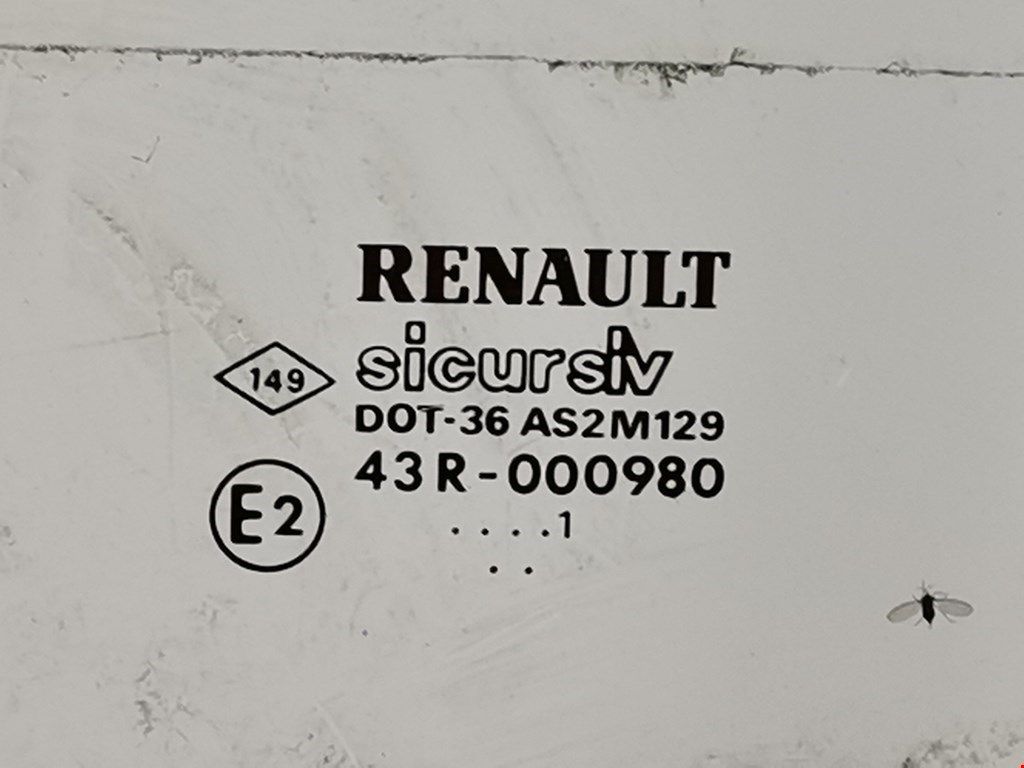 RENAULT
149
sicursiv
DOT-36 AS2M129
43R-000980
E2
....1
..